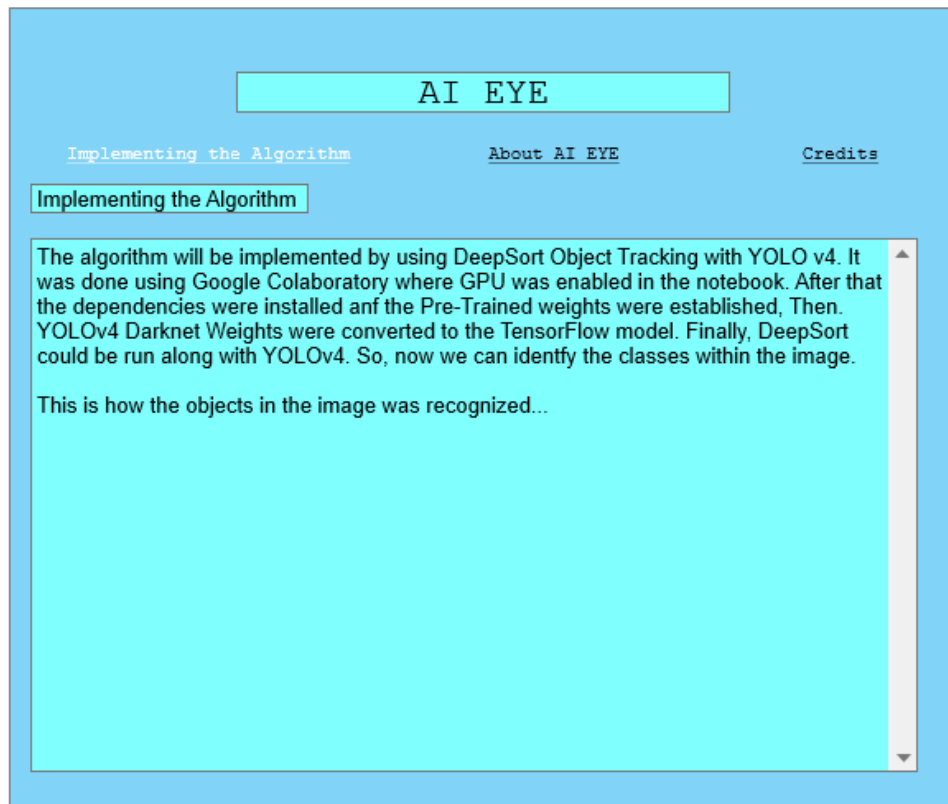 AI EYE
Implementing the Algorithm
About AI EYE
Credits
Implementing the Algorithm
The algorithm will be implemented by using DeepSort Object Tracking with YOLO v4. It
was done using Google Colaboratory where GPU was enabled in the notebook. After that
the dependencies were installed anf the Pre-Trained weights were established, Then.
YOLOv4 Darknet Weights were converted to the TensorFlow model. Finally, DeepSort
could be run along with YOLOv4. So, now we can identfy the classes within the image.
This is how the objects in the image was recognized...